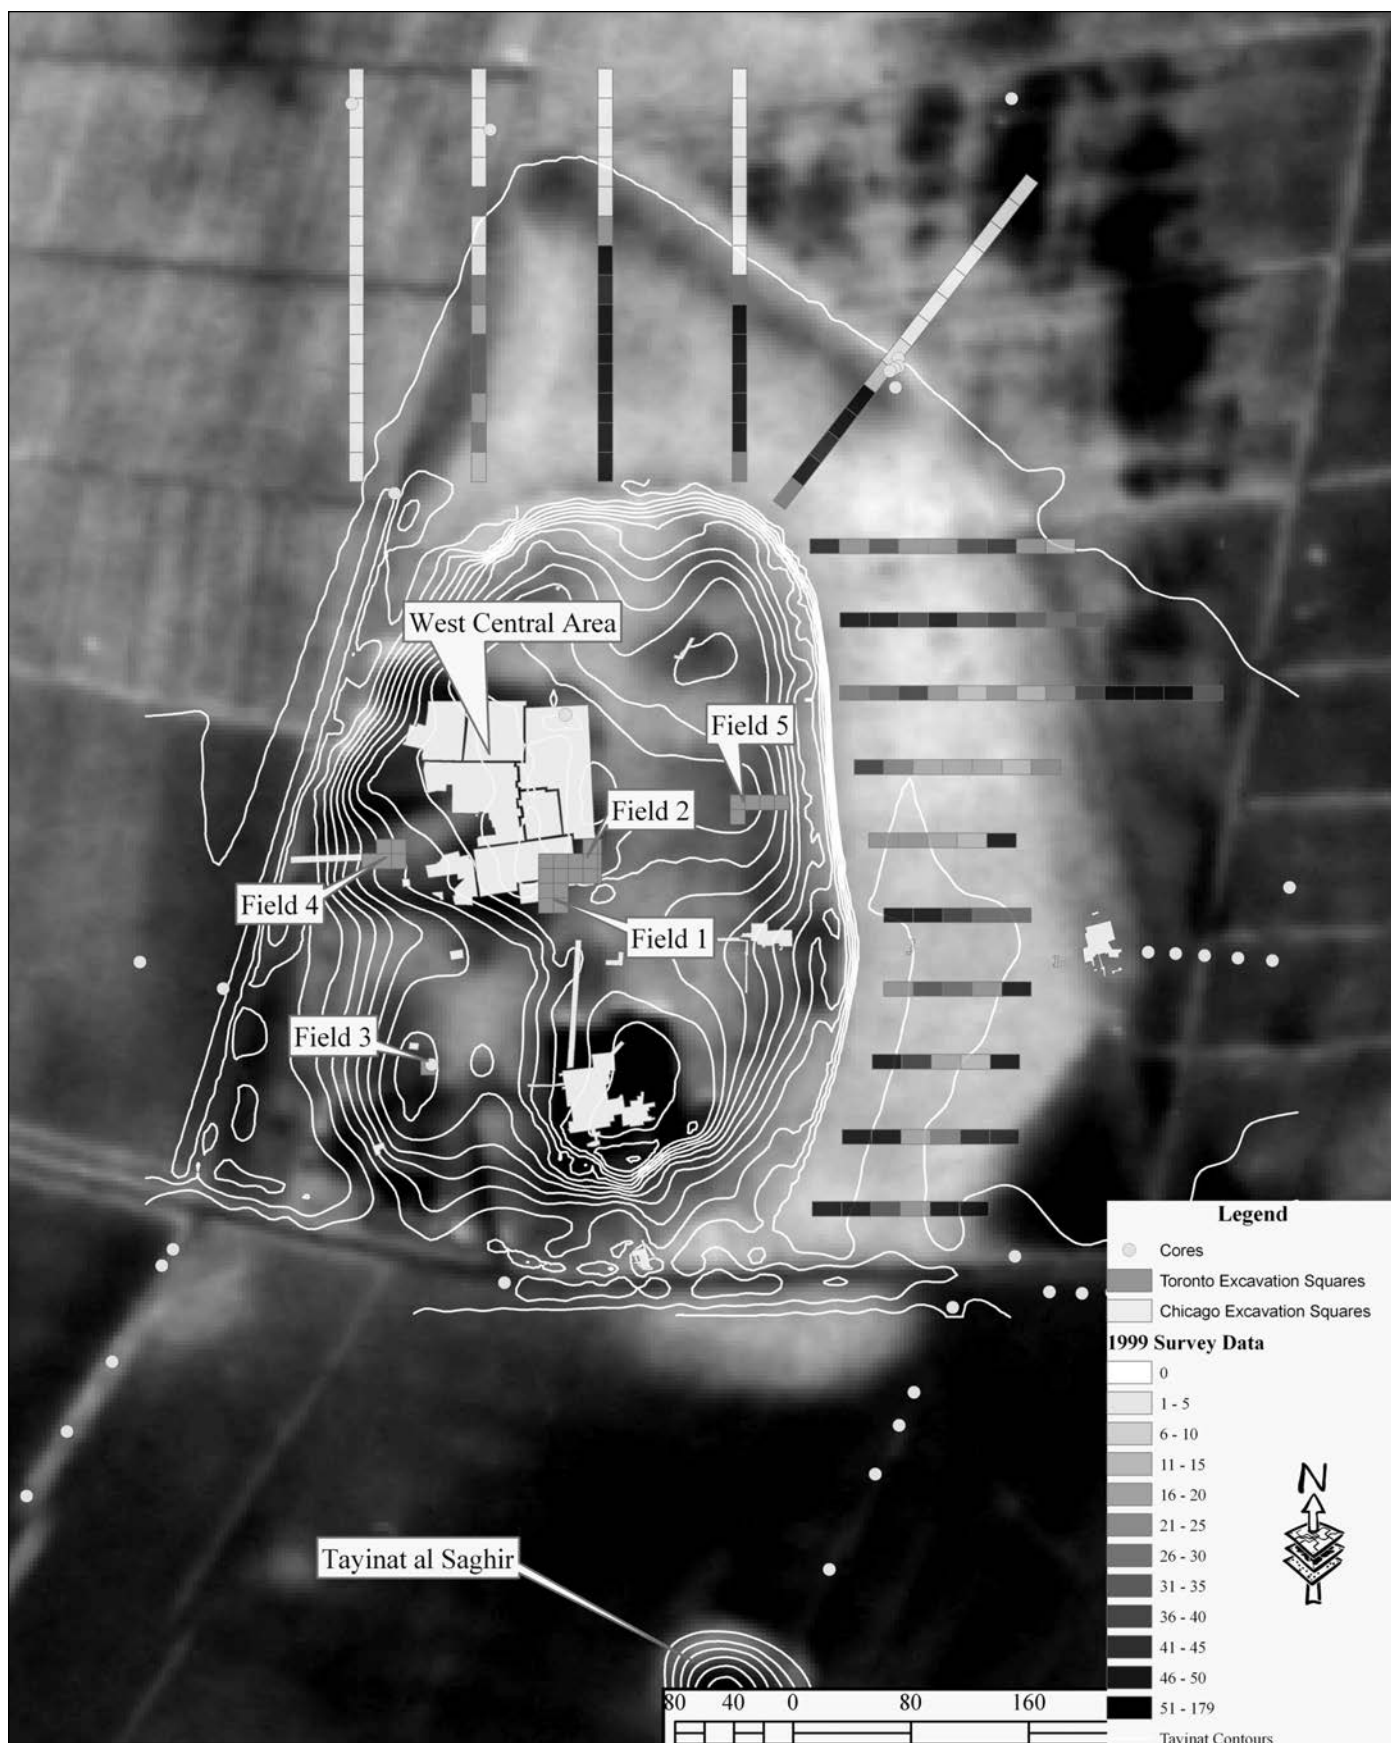 West Central Area
Field 5
Field 2
Field 4
Field 1
Field 3
Tayinat al Saghir
80 40 0 80 160
Legend
Cores
Toronto Excavation Squares
Chicago Excavation Squares
1999 Survey Data
0
1 - 5
6 - 10
11 - 15
16 - 20
21 - 25
26 - 30
31 - 35
36 - 40
41 - 45
46 - 50
51 - 179
Tayinat Contours
N